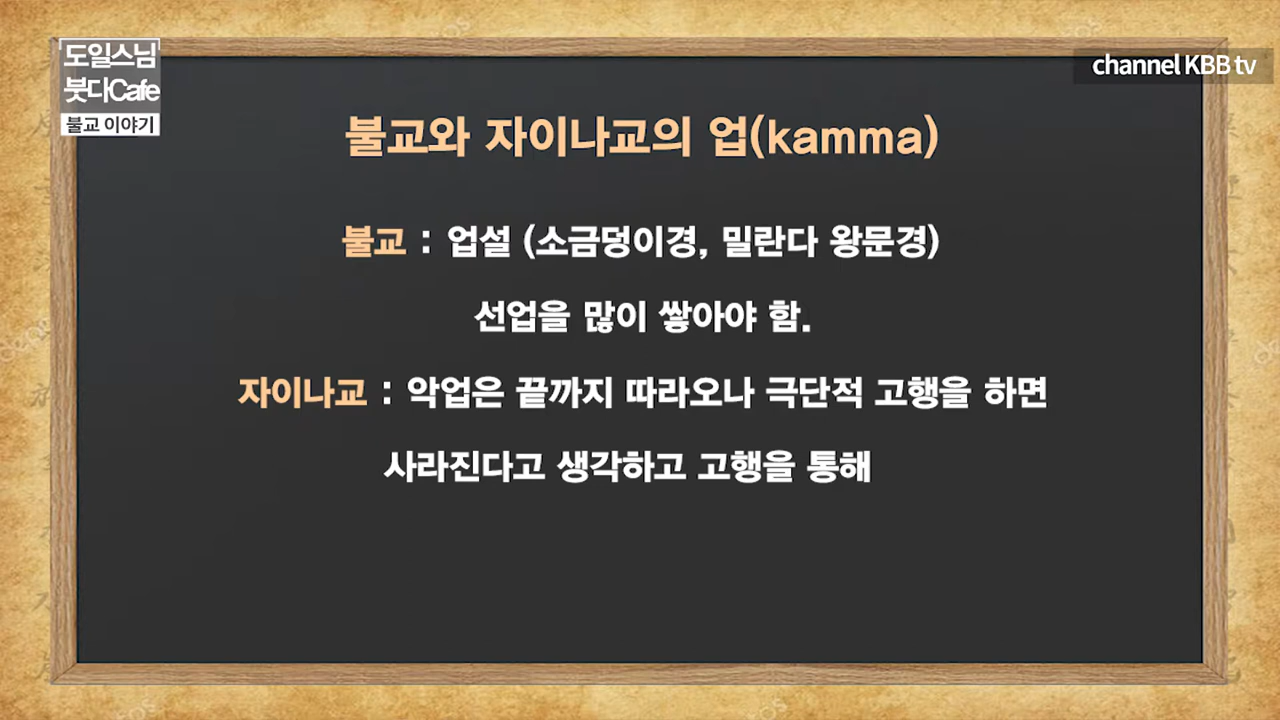 도일스님
붓다Cafe
불교 이야기
channel KBB tv
불교와 자이나교의 업(kamma)
불교 : 업설 (소금덩이경, 밀란다 왕문경)
선업을 많이 쌓아야 함.
자이나교 : 악업은 끝까지 따라오나 극단적 고행을 하면
사라진다고 생각하고 고행을 통해